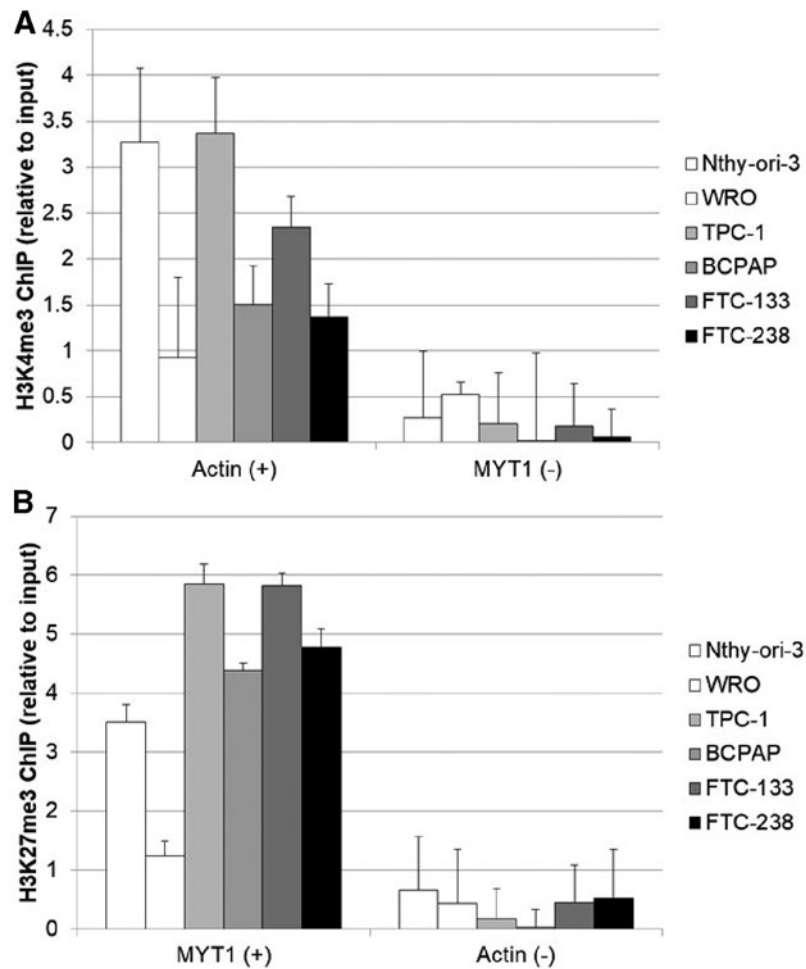 A
H3K4me3 ChIP (relative to input)
4.5
4
3.5
3
2.5
2
1.5
1
0.5
0
Actin (+)
MYT1 (-)
Nthy-ori-3
WRO
TPC-1
BCPAP
FTC-133
FTC-238
B
H3K27me3 ChIP (relative to input)
7
6
5
4
3
2
1
0
MYT1 (+)
Actin (-)
Nthy-ori-3
WRO
TPC-1
BCPAP
FTC-133
FTC-238